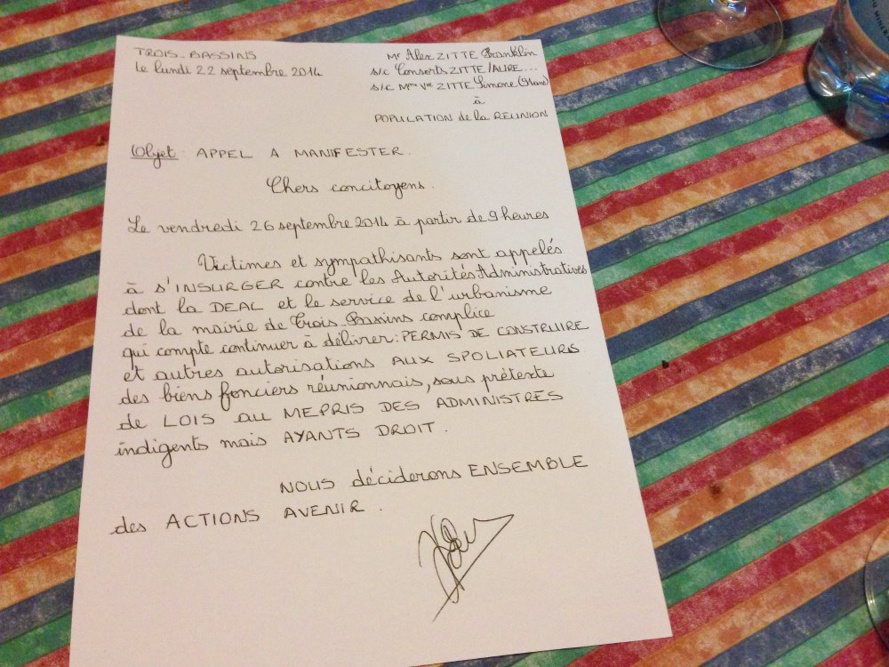 TROIS-BASSINS
le lundi 22 septembre 2014
Mr Alex ZITTE Franklin
s/c Consorts ZITTE/AURE...
s/c Mme Vve ZITTE Simone
à
POPULATION de la REUNION
Objet : APPEL A MANIFESTER.
Chers concitoyens.
Le vendredi 26 septembre 2014 à partir de 9 heures
Victimes et sympathisants sont appelés
à s'INSURGER contre les Autorités Administratives
dont la DEAL et le service de l'urbanisme
de la mairie de Trois-Bassins complice
qui compte continuer à délivrer: PERMIS DE CONSTRUIRE
et autres autorisations AUX SPOLIATEURS
des biens fonciers réunionnais, sous prétexte
de LOIS au MEPRIS DES ADMINISTRES
indigents mais AYANTS DROIT.
NOUS déciderons ENSEMBLE
des ACTIONS AVENIR.